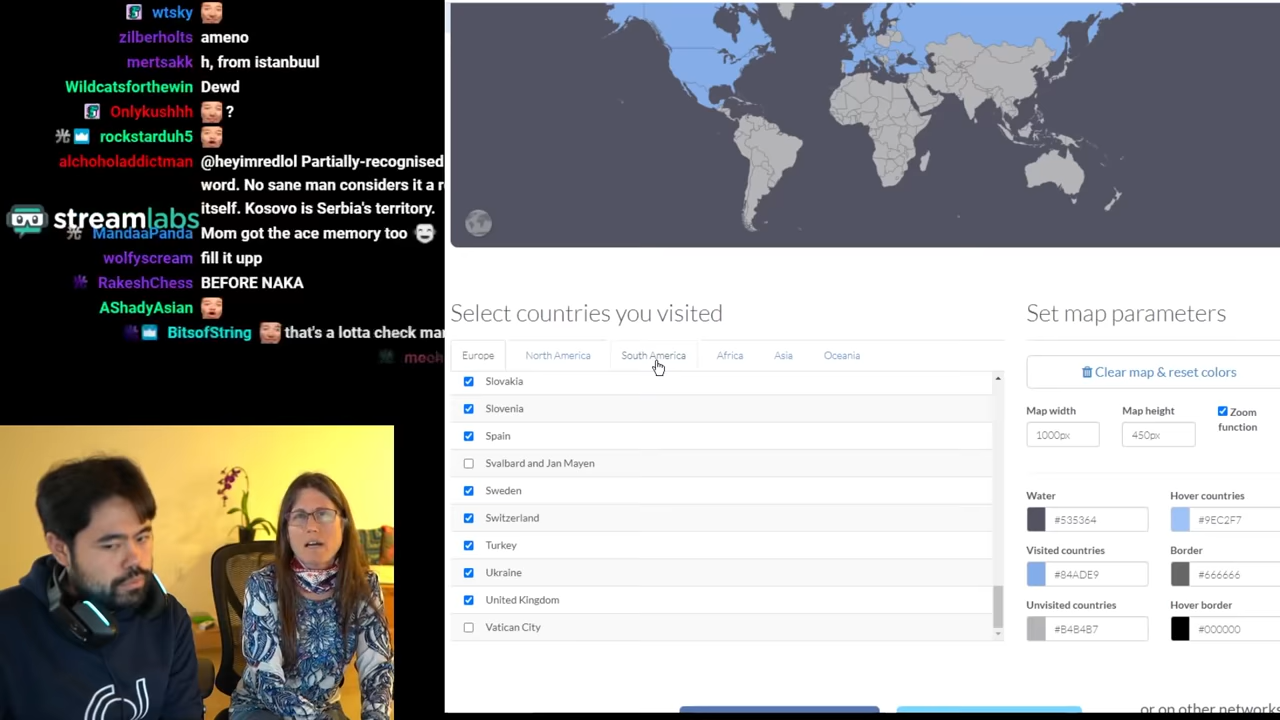 wtsky
zilberholts ameno
mertsakk h, from istanbuul
Wildcatsforthewin Dewd
Onlykushhh ?
rockstarduh5
alchoholaddictman @heyimredlol Partially-recognised
word. No sane man considers it a r
itself. Kosovo is Serbia's territory.
streamlabs
MandaaPanda Mom got the ace memory too
wolfyscream fill it upp
RakeshChess BEFORE NAKA
AShadyAsian
BitsofString that's a lotta check mar
Select countries you visited
Europe North America South America Africa Asia Oceania
Slovakia
Slovenia
Spain
Svalbard and Jan Mayen
Sweden
Switzerland
Turkey
Ukraine
United Kingdom
Vatican City
Set map parameters
Clear map & reset colors
Map width Map height Zoom
function
1000px 450px
Water Hover countries
#535364 #9EC2F7
Visited countries Border
#84ADE9 #666666
Unvisited countries Hover border
#B4B4B7 #000000
or on other networks